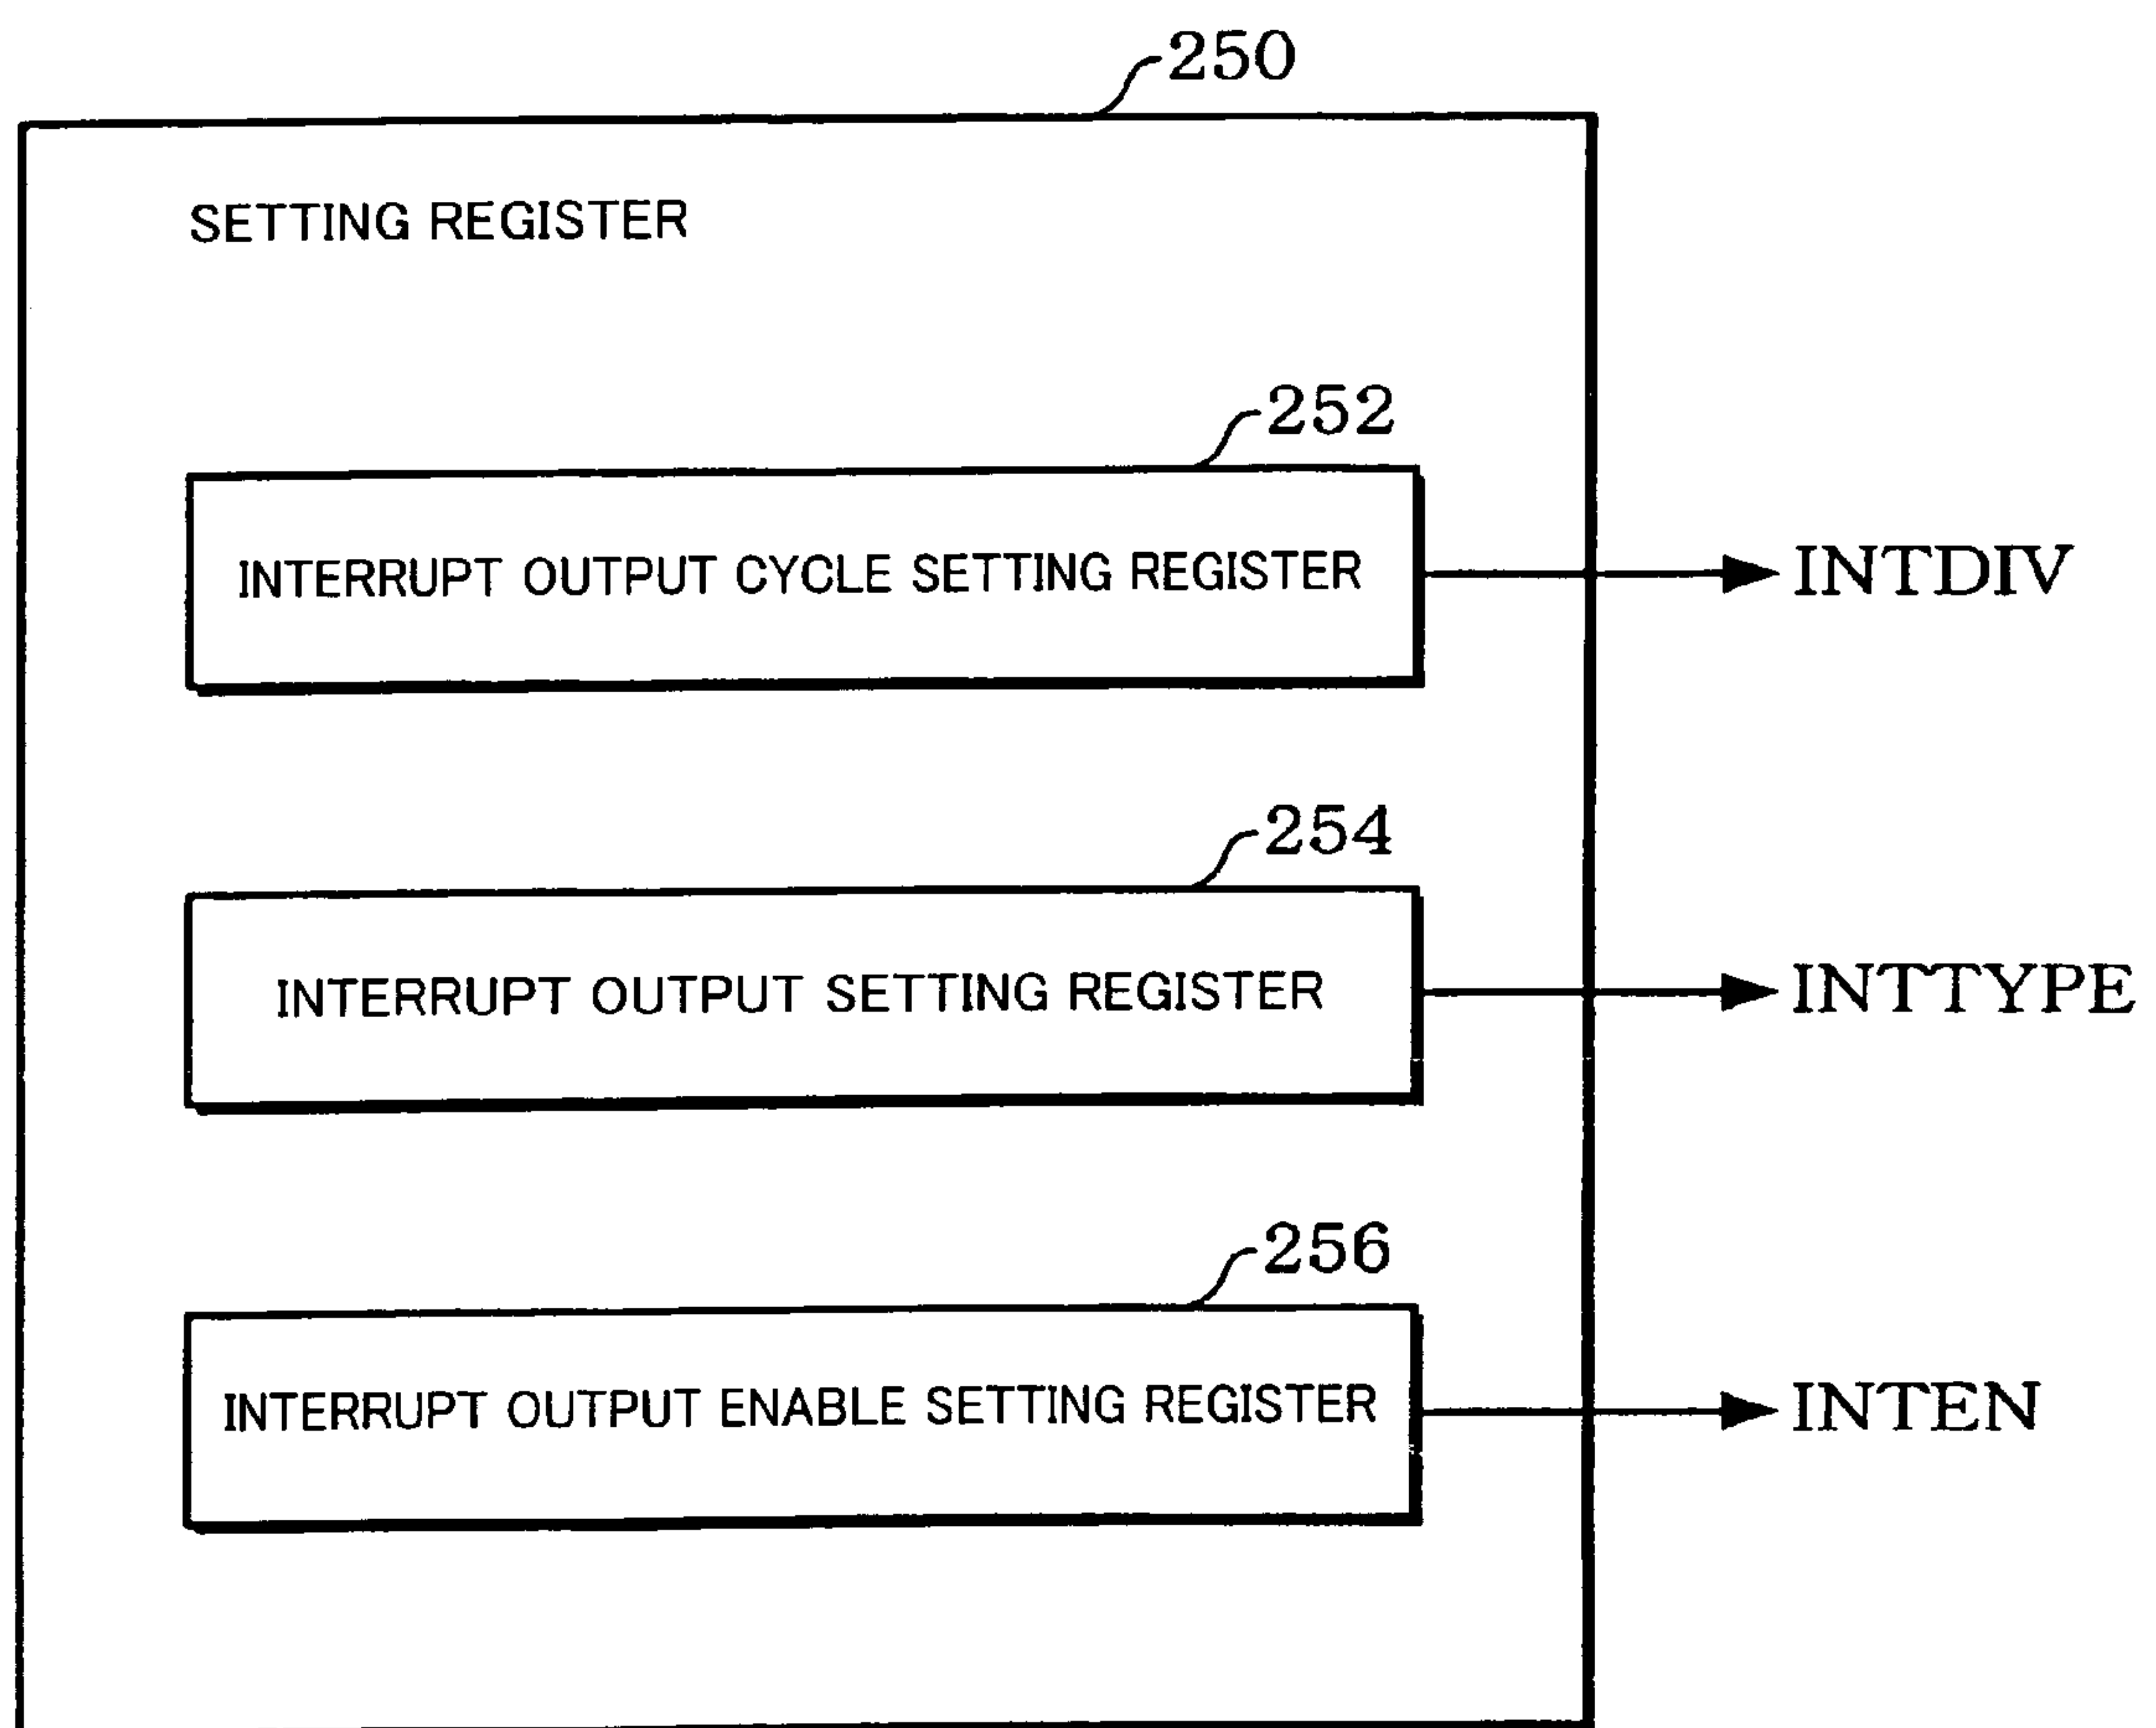 250
SETTING REGISTER
252
INTERRUPT OUTPUT CYCLE SETTING REGISTER
INTDIV
254
INTERRUPT OUTPUT SETTING REGISTER
INTTYPE
256
INTERRUPT OUTPUT ENABLE SETTING REGISTER
INTEN